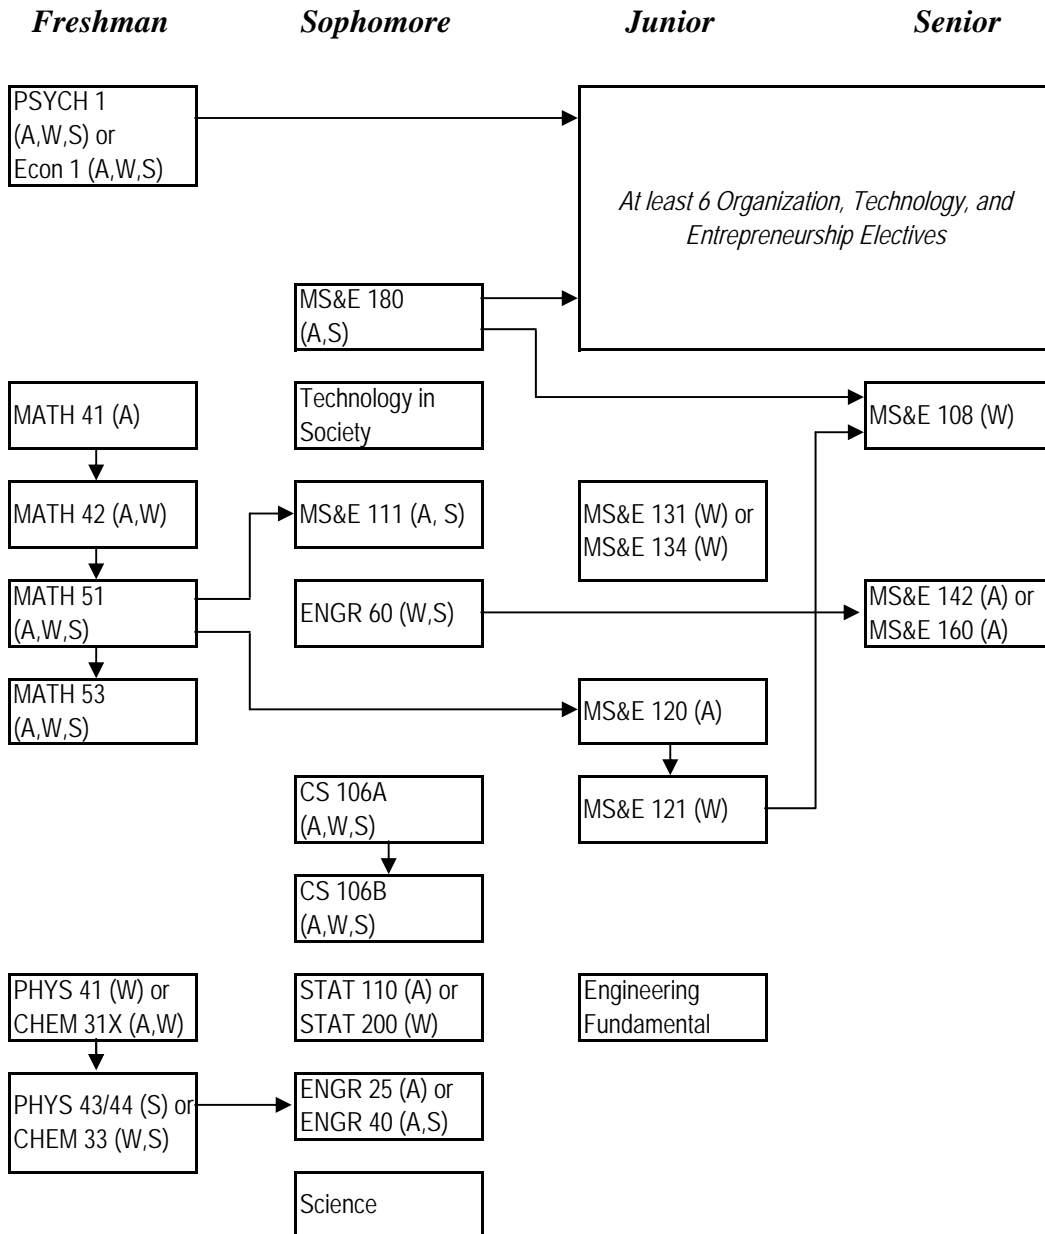 Freshman Sophomore Junior Senior
PSYCH 1
(A,W,S) or
Econ 1 (A,W,S)
At least 6 Organization, Technology, and
Entrepreneurship Electives
MS&E 180
(A,S)
MATH 41 (A)
Technology in
Society
MS&E 108 (W)
MATH 42 (A,W)
MS&E 111 (A, S)
MS&E 131 (W) or
MS&E 134 (W)
MATH 51
(A,W,S)
ENGR 60 (W,S)
MS&E 142 (A) or
MS&E 160 (A)
MATH 53
(A,W,S)
MS&E 120 (A)
CS 106A
(A,W,S)
MS&E 121 (W)
CS 106B
(A,W,S)
PHYS 41 (W) or
CHEM 31X (A,W)
STAT 110 (A) or
STAT 200 (W)
Engineering
Fundamental
PHYS 43/44 (S) or
CHEM 33 (W,S)
ENGR 25 (A) or
ENGR 40 (A,S)
Science